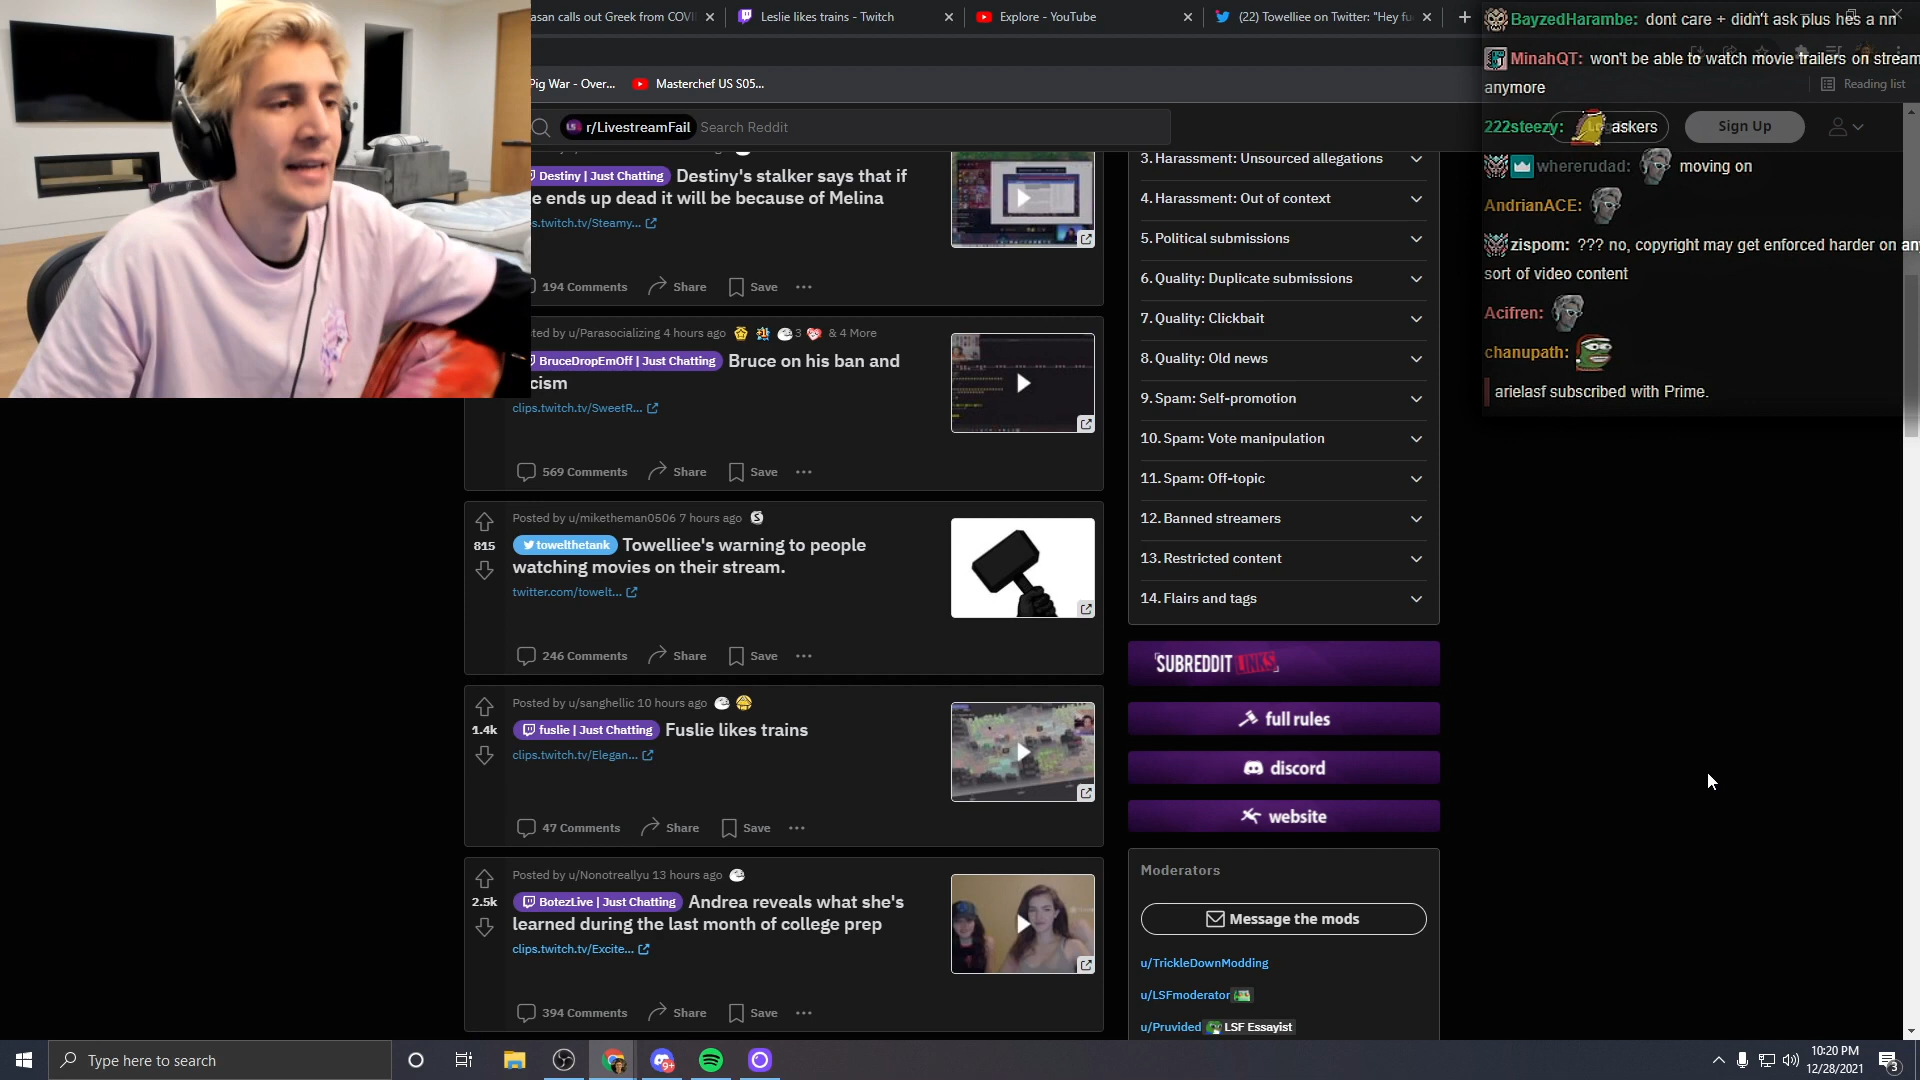 asan calls out Greek from COVI
Leslie likes trains - Twitch
Explore - YouTube
(22) Towelliee on Twitter: "Hey fu
Pig War - Over...
Masterchef US S05...
Reading list
r/LivestreamFail
Search Reddit
Sign Up
BayzedHarambe: dont care + didn't ask plus hes a nn
MinahQT: won't be able to watch movie trailers on stream
anymore
222steezy: askers
whererudad: moving on
AndrianACE:
zispom: ??? no, copyright may get enforced harder on any
sort of video content
Acifren:
chanupath:
arielasf subscribed with Prime.
Destiny | Just Chatting Destiny's stalker says that if
e ends up dead it will be because of Melina
s.twitch.tv/Steamy...
194 Comments Share Save
ted by u/Parasocializing 4 hours ago 3 & 4 More
BruceDropEmOff | Just Chatting Bruce on his ban and
cism
clips.twitch.tv/SweetR...
569 Comments Share Save
Posted by u/miketheman0506 7 hours ago
815
towelthetank Towelliee's warning to people
watching movies on their stream.
twitter.com/towelt...
246 Comments Share Save
Posted by u/sanghellic 10 hours ago
1.4k
fuslie | Just Chatting Fuslie likes trains
clips.twitch.tv/Elegan...
47 Comments Share Save
Posted by u/Nonotreallyu 13 hours ago
2.5k
BotezLive | Just Chatting Andrea reveals what she's
learned during the last month of college prep
clips.twitch.tv/Excite...
394 Comments Share Save
3. Harassment: Unsourced allegations
4. Harassment: Out of context
5. Political submissions
6. Quality: Duplicate submissions
7. Quality: Clickbait
8. Quality: Old news
9. Spam: Self-promotion
10. Spam: Vote manipulation
11. Spam: Off-topic
12. Banned streamers
13. Restricted content
14. Flairs and tags
SUBREDDIT LINKS
full rules
discord
website
Moderators
Message the mods
u/TrickleDownModding
u/LSFmoderator
u/Pruvided LSF Essayist
Type here to search
9+
10:20 PM
12/28/2021
3